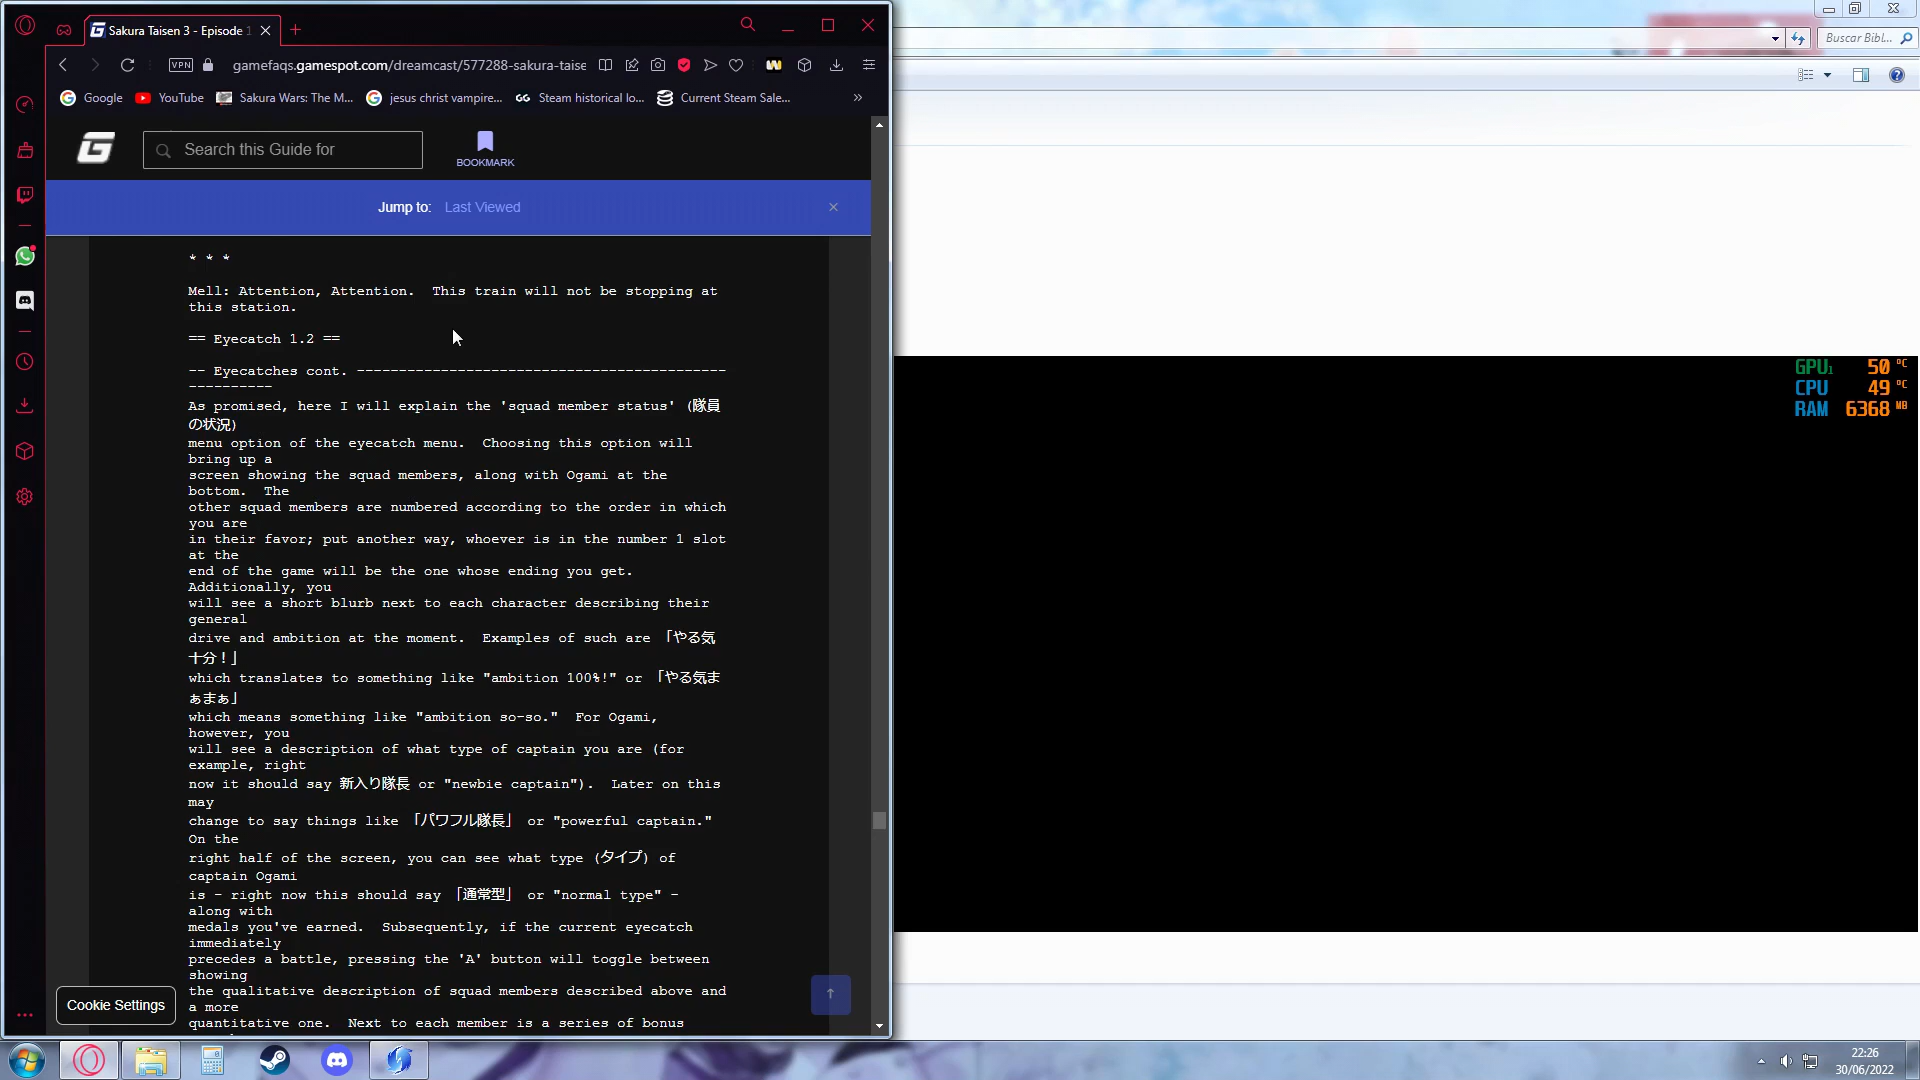 Sakura Taisen 3 - Episode 1
VPN
gamefaqs.gamespot.com/dreamcast/577288-sakura-taise
Google
YouTube
Sakura Wars: The M...
jesus christ vampire...
Steam historical lo...
Current Steam Sale...
»
Search this Guide for
BOOKMARK
Jump to: Last Viewed
* * *
Mell: Attention, Attention.  This train will not be stopping at
this station.
== Eyecatch 1.2 ==
-- Eyecatches cont. --------------------------------------------
----------
As promised, here I will explain the 'squad member status' (隊員
の状況)
menu option of the eyecatch menu.  Choosing this option will
bring up a
screen showing the squad members, along with Ogami at the
bottom.  The
other squad members are numbered according to the order in which
you are
in their favor; put another way, whoever is in the number 1 slot
at the
end of the game will be the one whose ending you get.
Additionally, you
will see a short blurb next to each character describing their
general
drive and ambition at the moment.  Examples of such are 「やる気
十分！」
which translates to something like "ambition 100%!" or 「やる気ま
ぁまぁ」
which means something like "ambition so-so."  For Ogami,
however, you
will see a description of what type of captain you are (for
example, right
now it should say 新入り隊長 or "newbie captain").  Later on this
may
change to say things like 「パワフル隊長」 or "powerful captain."
On the
right half of the screen, you can see what type (タイプ) of
captain Ogami
is - right now this should say 「通常型」 or "normal type" -
along with
medals you've earned.  Subsequently, if the current eyecatch
immediately
precedes a battle, pressing the 'A' button will toggle between
showing
the qualitative description of squad members described above and
a more
quantitative one.  Next to each member is a series of bonus
Cookie Settings
Buscar Bibl...
GPU1 50 °C
CPU 49 °C
RAM 6368 MB
22:26
30/06/2022